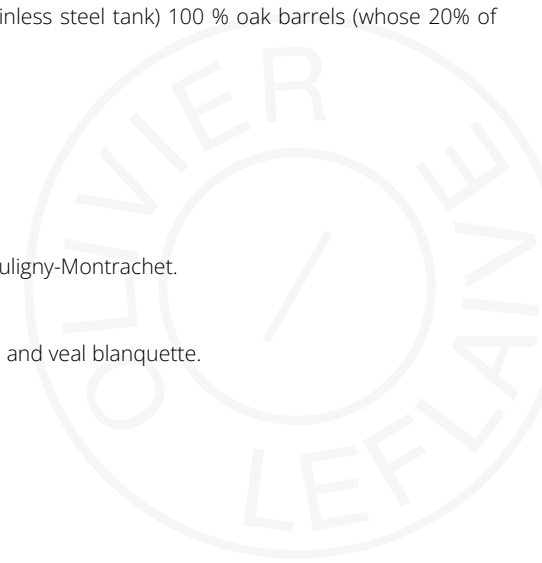 inless steel tank) 100 % oak barrels (whose 20% of
OLIVIER
LEFLAIVE
uligny-Montrachet.
and veal blanquette.